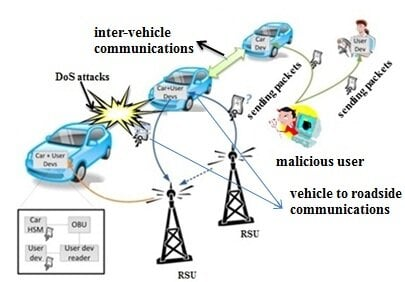 inter-vehicle
communications
Car
Dev
User
Dev
DoS attacks
sending packets
sending packets
Car+User
Devs
?
malicious user
Car + User
Devs
vehicle to roadside
communications
RSU
RSU
Car
HSM
OBU
User
dev.
User dev
reader